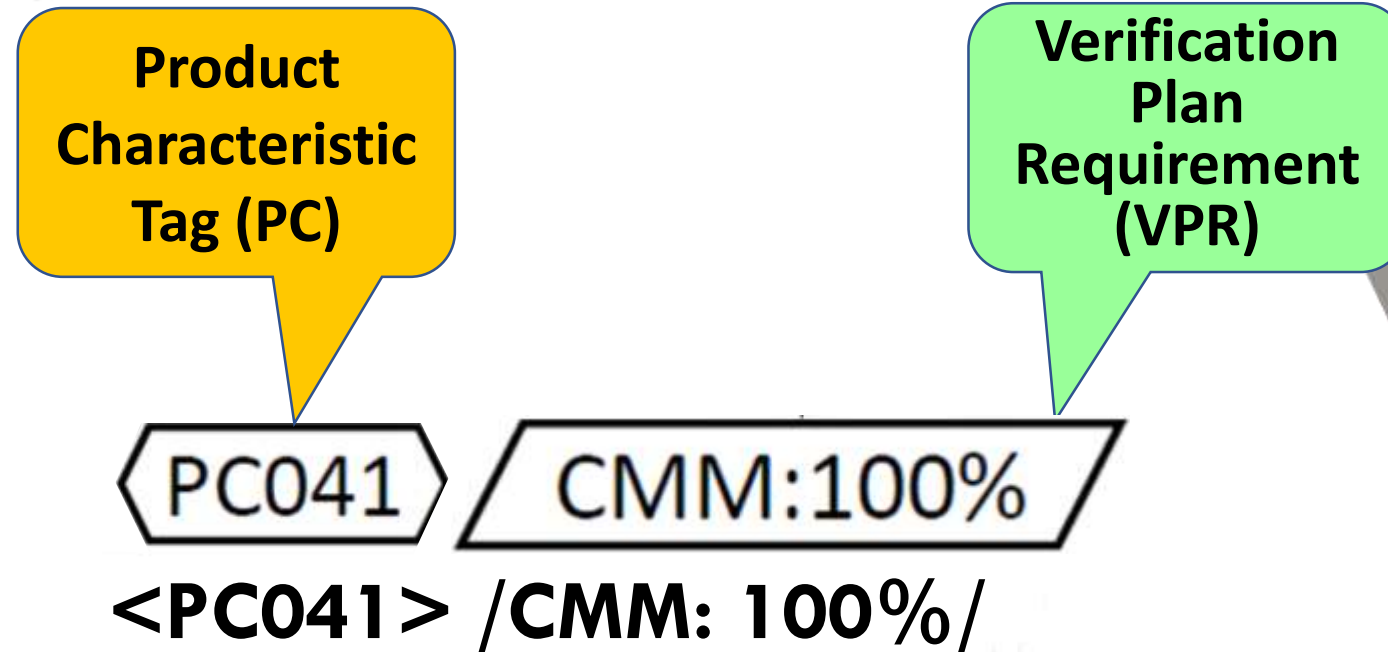 Product
Characteristic
Tag (PC)
Verification
Plan
Requirement
(VPR)
PC041
CMM:100%
<PC041> /CMM: 100%/